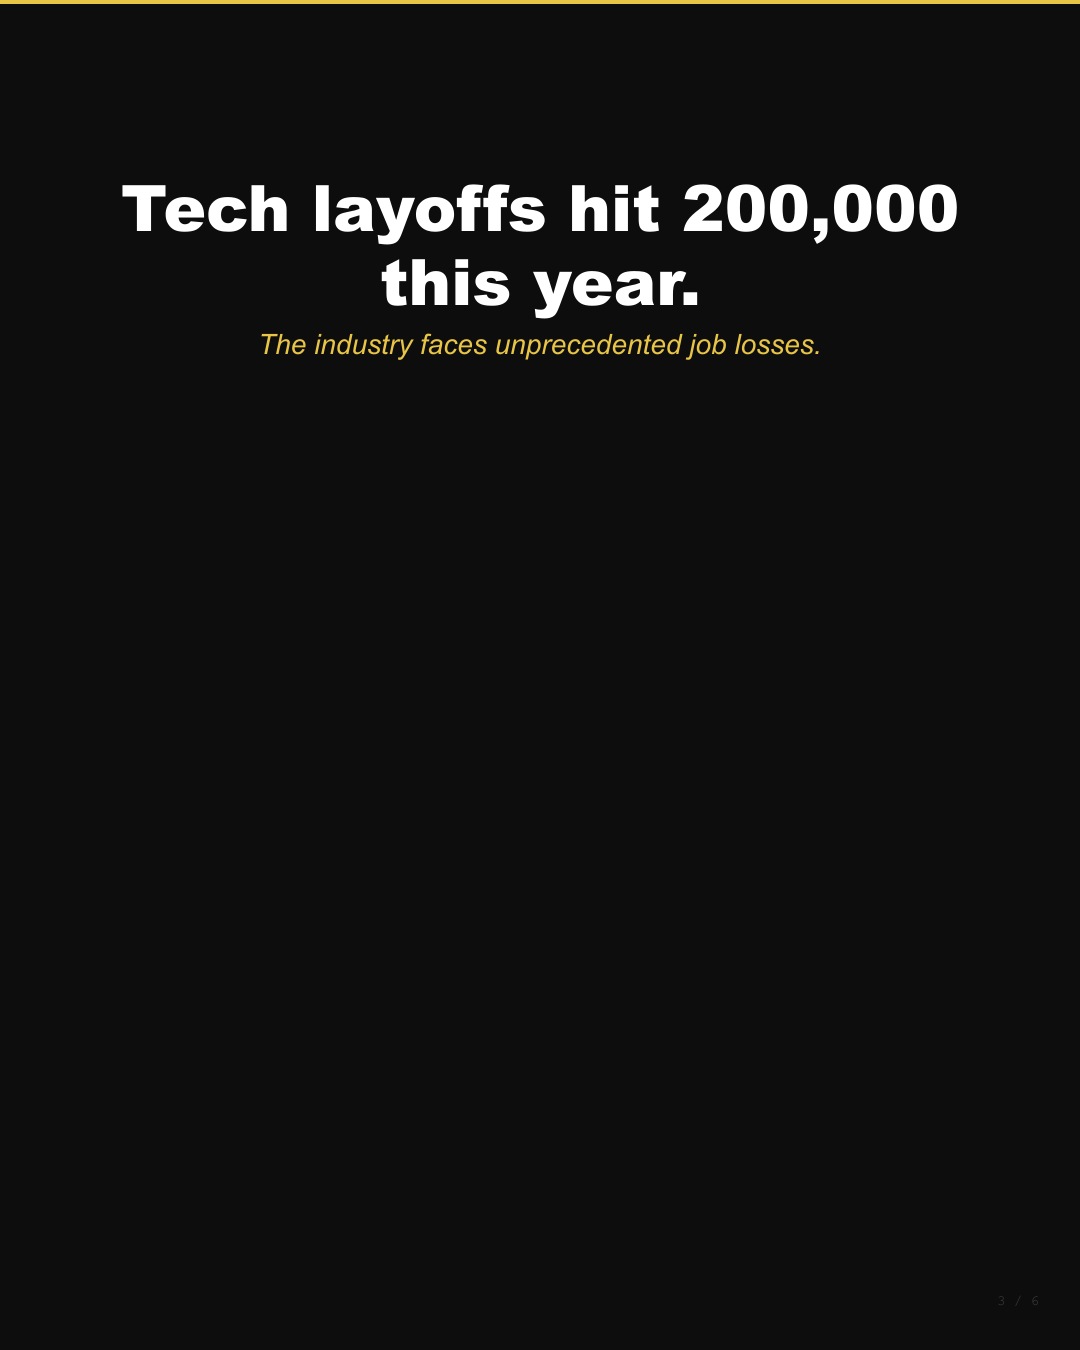 Tech layoffs hit 200,000
this year.
The industry faces unprecedented job losses.
3 / 6